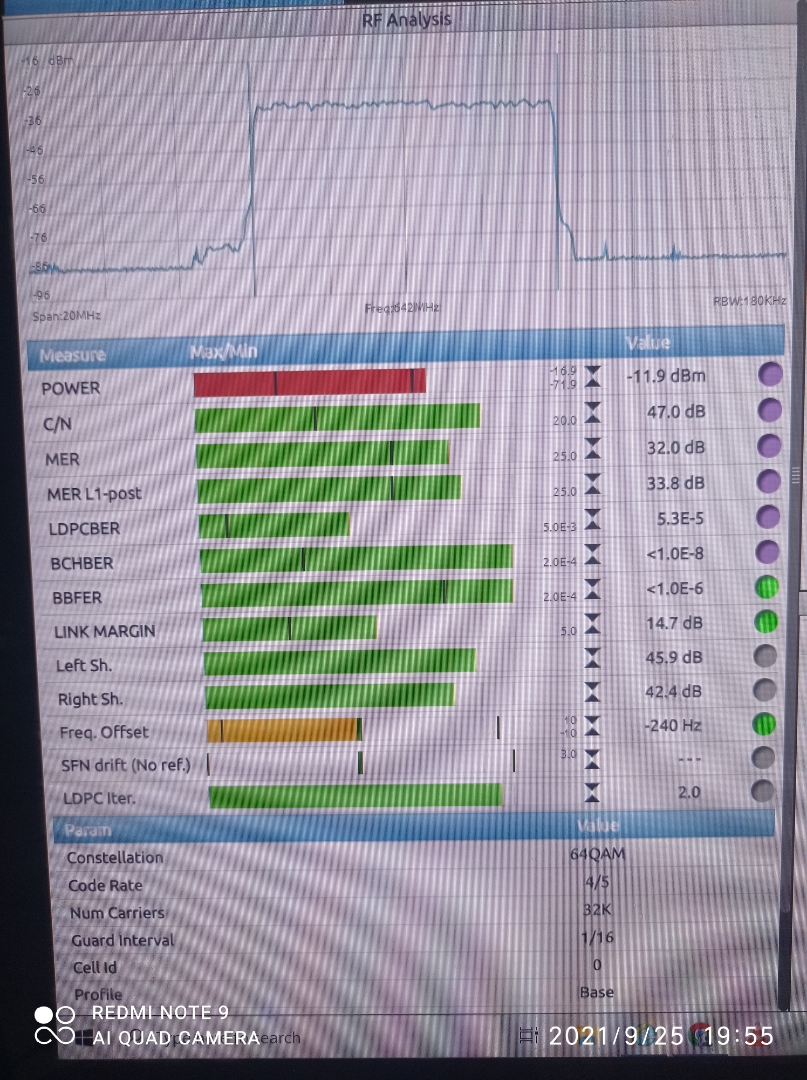 RF Analysis
-16 dBm
-26
-36
-46
-56
-66
-76
-86
-96
Span:20MHz Freq:642MHz RBW:180KHz
Measure Max/Min Value
POWER -16.9 -71.9 -11.9 dBm
C/N 20.0 47.0 dB
MER 25.0 32.0 dB
MER L1-post 25.0 33.8 dB
LDPCBER 5.0E-3 5.3E-5
BCHBER 2.0E-4 <1.0E-8
BBFER 2.0E-4 <1.0E-6
LINK MARGIN 5.0 14.7 dB
Left Sh. 45.9 dB
Right Sh. 42.4 dB
Freq. Offset 10 -10 -240 Hz
SFN drift (No ref.) 3.0 ---
LDPC Iter. 2.0
Param Value
Constellation 64QAM
Code Rate 4/5
Num Carriers 32K
Guard Interval 1/16
Cell Id 0
Profile Base
REDMI NOTE 9
AI QUAD CAMERA
2021/9/25 19:55